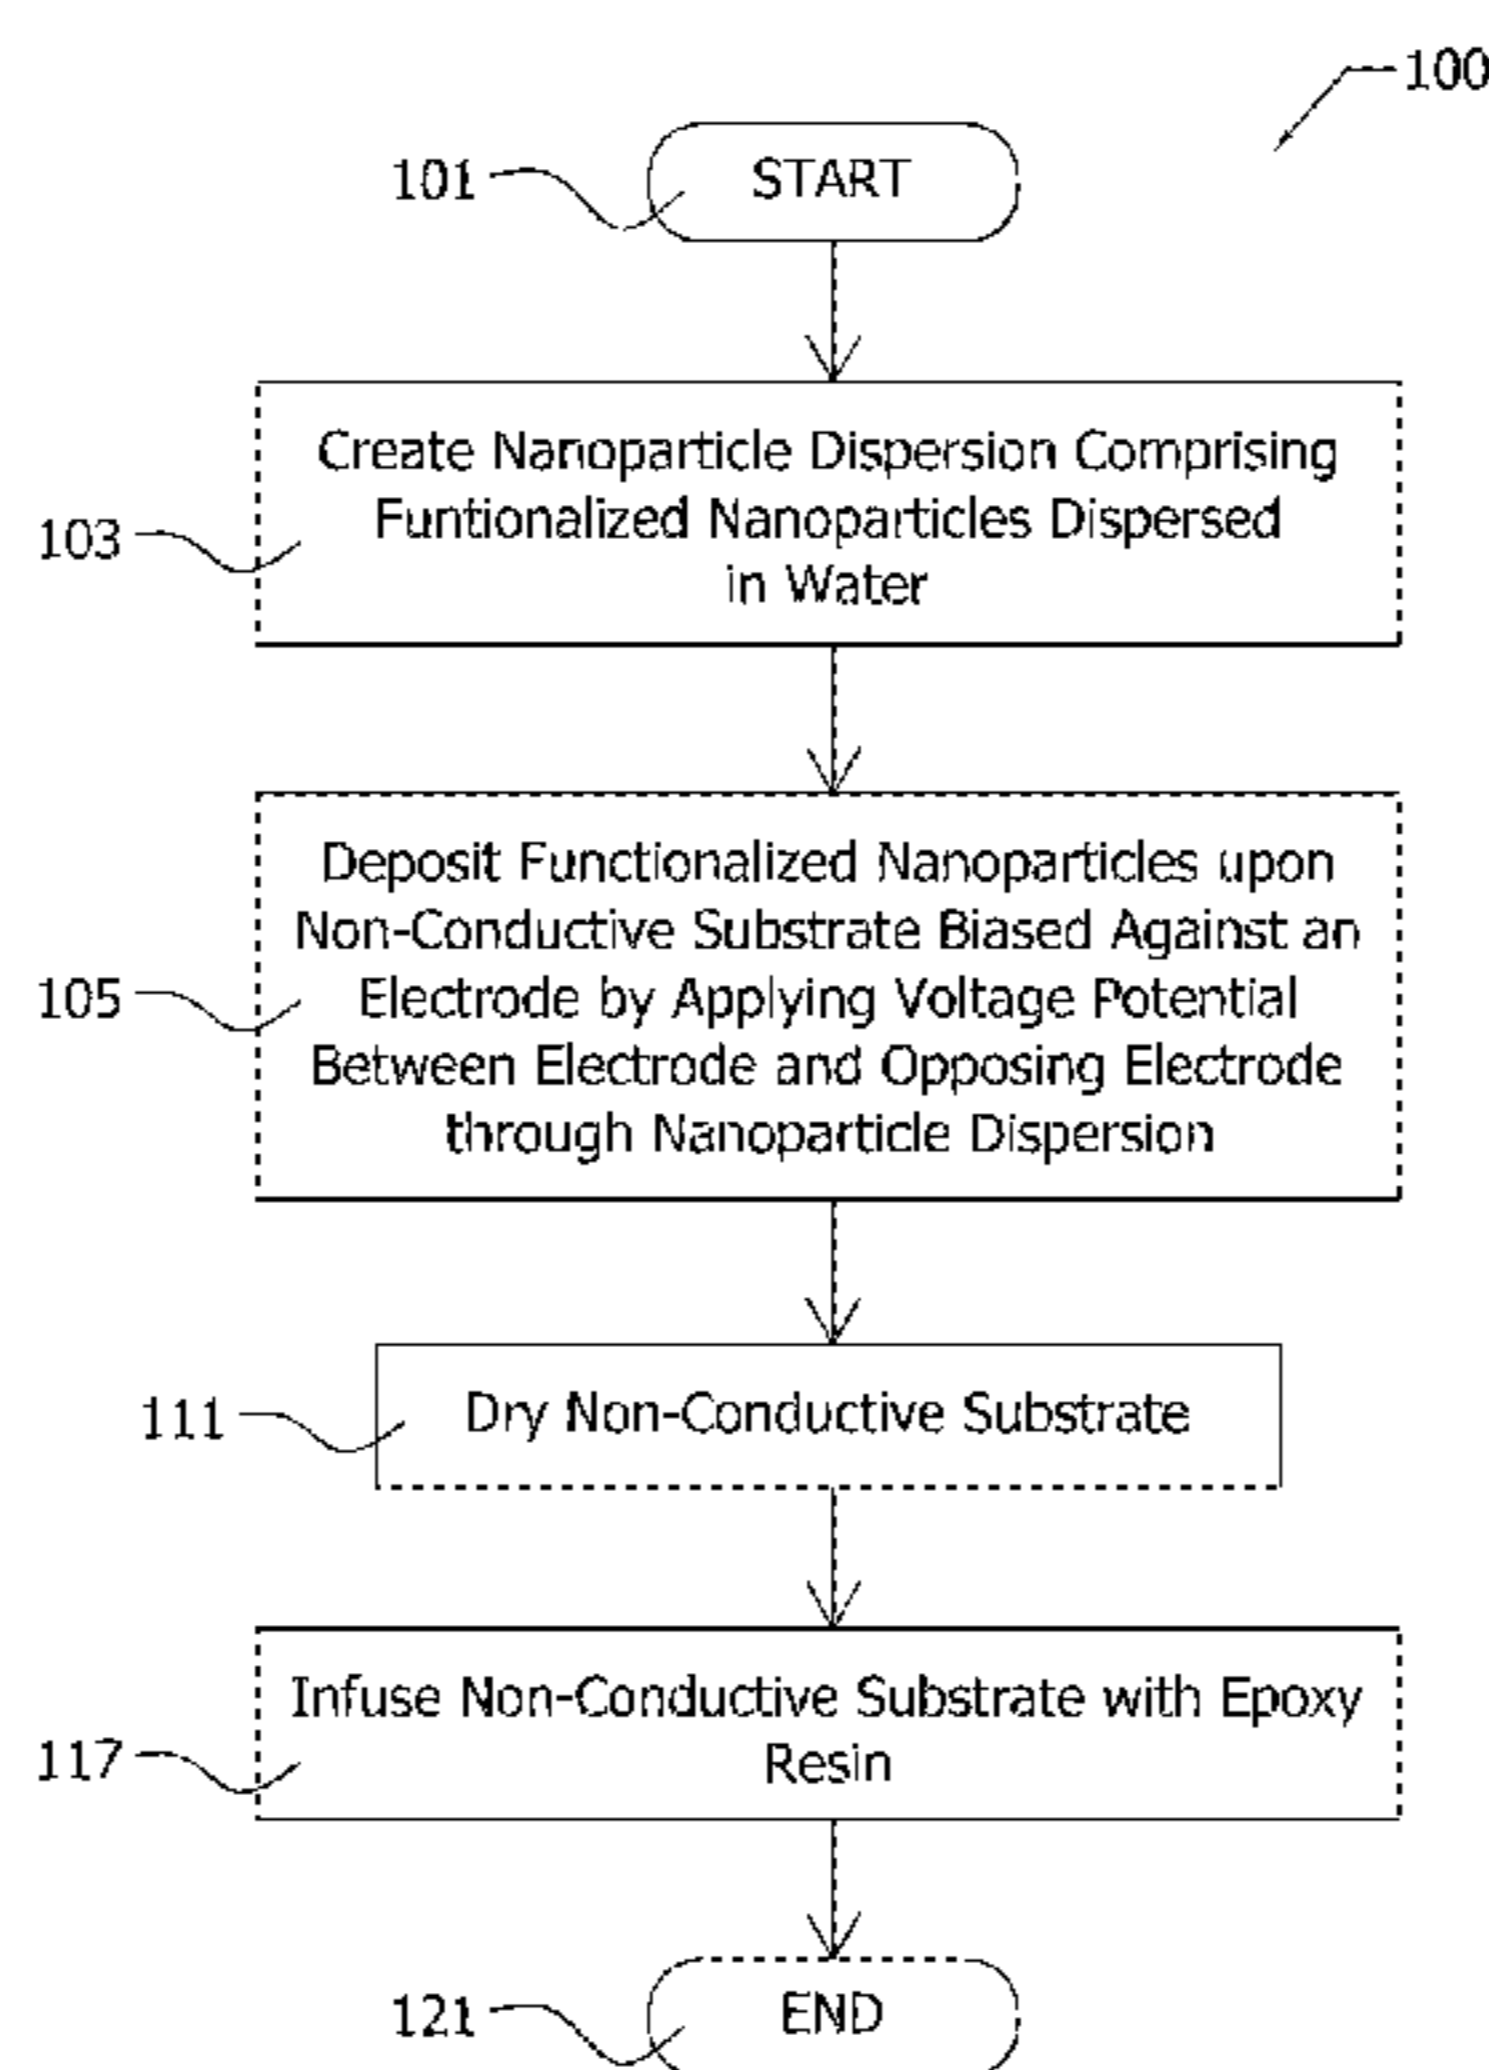 100
101
START
Create Nanoparticle Dispersion Comprising
Funtionalized Nanoparticles Dispersed
in Water
103
Deposit Functionalized Nanoparticles upon
Non-Conductive Substrate Biased Against an
Electrode by Applying Voltage Potential
Between Electrode and Opposing Electrode
through Nanoparticle Dispersion
105
Dry Non-Conductive Substrate
111
Infuse Non-Conductive Substrate with Epoxy
Resin
117
END
121